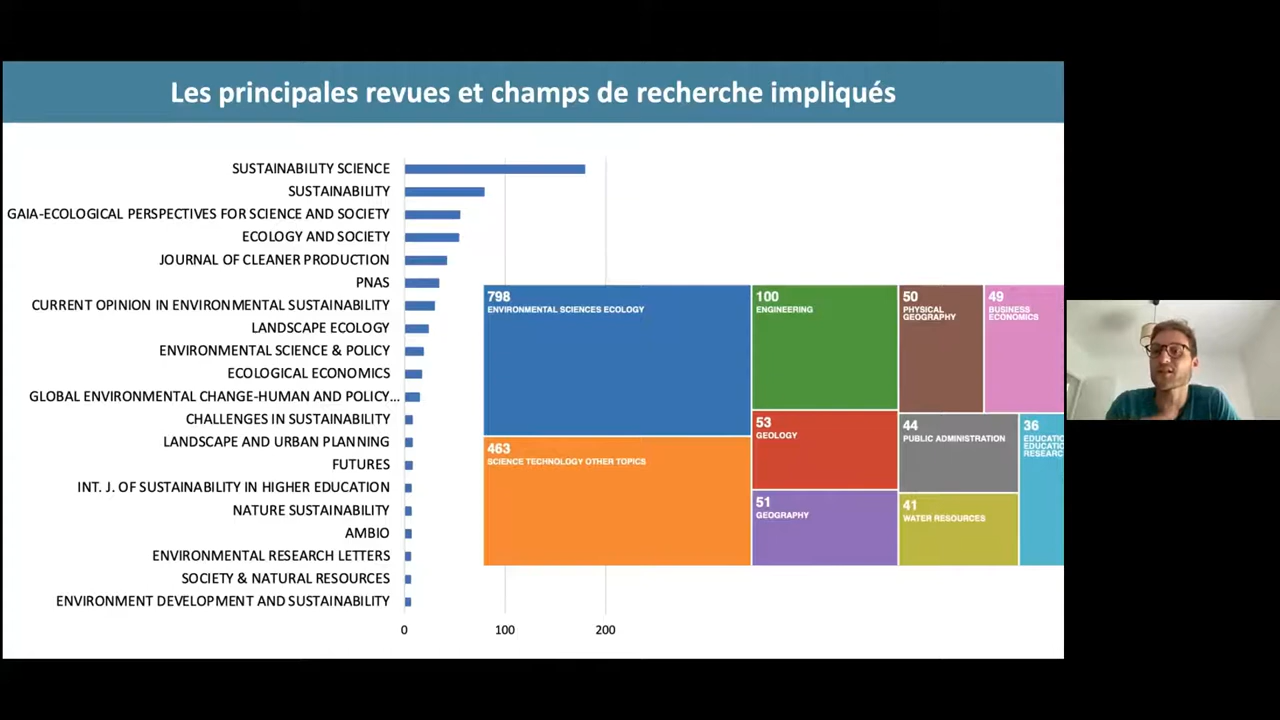 Les principales revues et champs de recherche impliqués
SUSTAINABILITY SCIENCE
SUSTAINABILITY
GAIA-ECOLOGICAL PERSPECTIVES FOR SCIENCE AND SOCIETY
ECOLOGY AND SOCIETY
JOURNAL OF CLEANER PRODUCTION
PNAS
CURRENT OPINION IN ENVIRONMENTAL SUSTAINABILITY
LANDSCAPE ECOLOGY
ENVIRONMENTAL SCIENCE & POLICY
ECOLOGICAL ECONOMICS
GLOBAL ENVIRONMENTAL CHANGE-HUMAN AND POLICY...
CHALLENGES IN SUSTAINABILITY
LANDSCAPE AND URBAN PLANNING
FUTURES
INT. J. OF SUSTAINABILITY IN HIGHER EDUCATION
NATURE SUSTAINABILITY
AMBIO
ENVIRONMENTAL RESEARCH LETTERS
SOCIETY & NATURAL RESOURCES
ENVIRONMENT DEVELOPMENT AND SUSTAINABILITY
0
100
200
798
ENVIRONMENTAL SCIENCES ECOLOGY
463
SCIENCE TECHNOLOGY OTHER TOPICS
100
ENGINEERING
53
GEOLOGY
51
GEOGRAPHY
50
PHYSICAL
GEOGRAPHY
49
BUSINESS
ECONOMICS
44
PUBLIC ADMINISTRATION
41
WATER RESOURCES
36
EDUCATIO
EDUCATIO
RESEARC